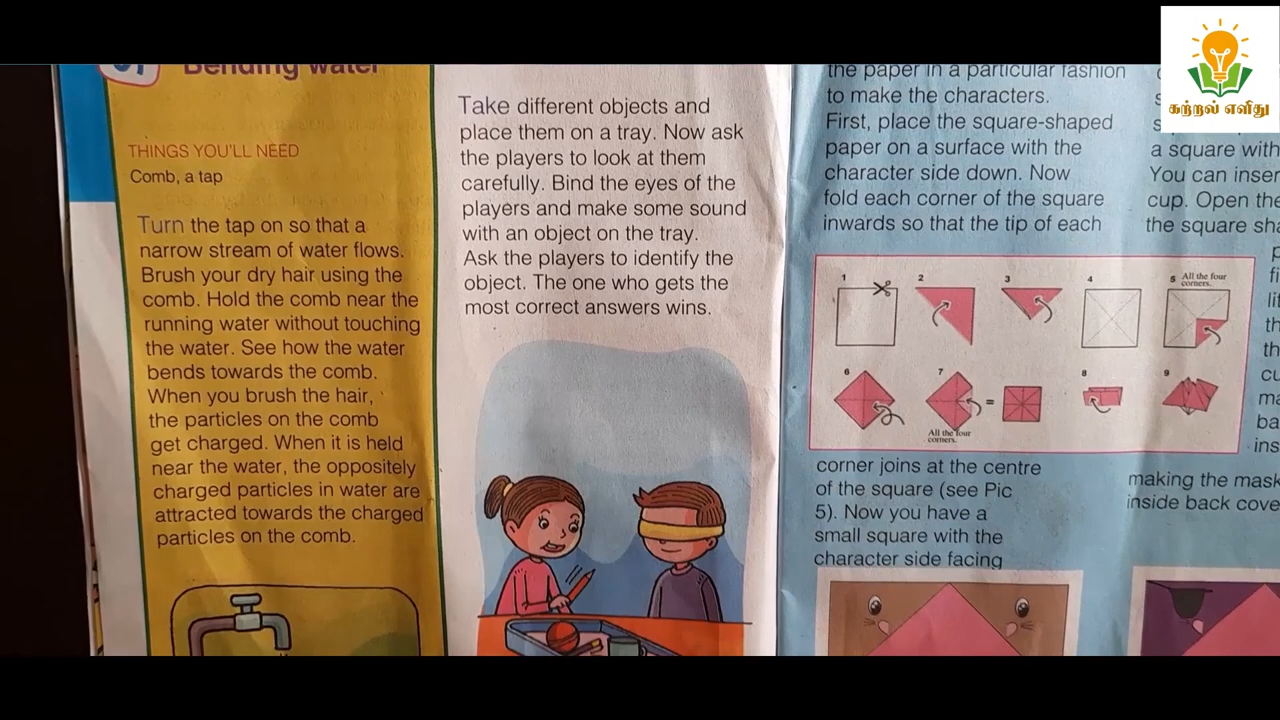 Bending water
THINGS YOU'LL NEED
Comb, a tap
Turn the tap on so that a
narrow stream of water flows.
Brush your dry hair using the
comb. Hold the comb near the
running water without touching
the water. See how the water
bends towards the comb.
When you brush the hair,
the particles on the comb
get charged. When it is held
near the water, the oppositely
charged particles in water are
attracted towards the charged
particles on the comb.
Take different objects and
place them on a tray. Now ask
the players to look at them
carefully. Bind the eyes of the
players and make some sound
with an object on the tray.
Ask the players to identify the
object. The one who gets the
most correct answers wins.
the paper in a particular fashion
to make the characters.
First, place the square-shaped
paper on a surface with the
character side down. Now
fold each corner of the square
inwards so that the tip of each
1
2
3
4
5 All the four
corners.
6
7
=
8
9
All the four
corners.
corner joins at the centre
of the square (see Pic
5). Now you have a
small square with the
character side facing
a square with
You can
cup. Open
the square
making the mask
inside back
கற்றல் எளிது